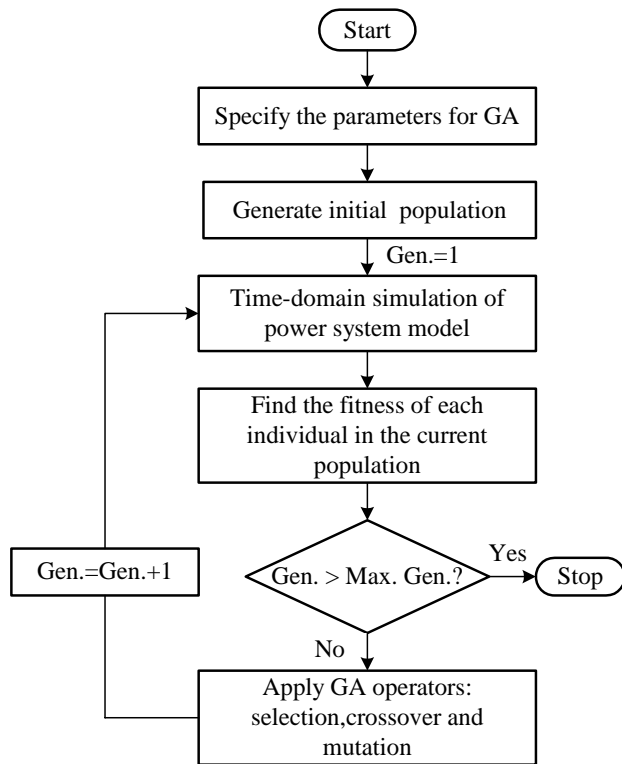 Start
Specify the parameters for GA
Generate initial population
Gen.=1
Time-domain simulation of
power system model
Find the fitness of each
individual in the current
population
Gen.=Gen.+1
Gen. > Max. Gen.?
Yes
Stop
No
Apply GA operators:
selection,crossover and
mutation